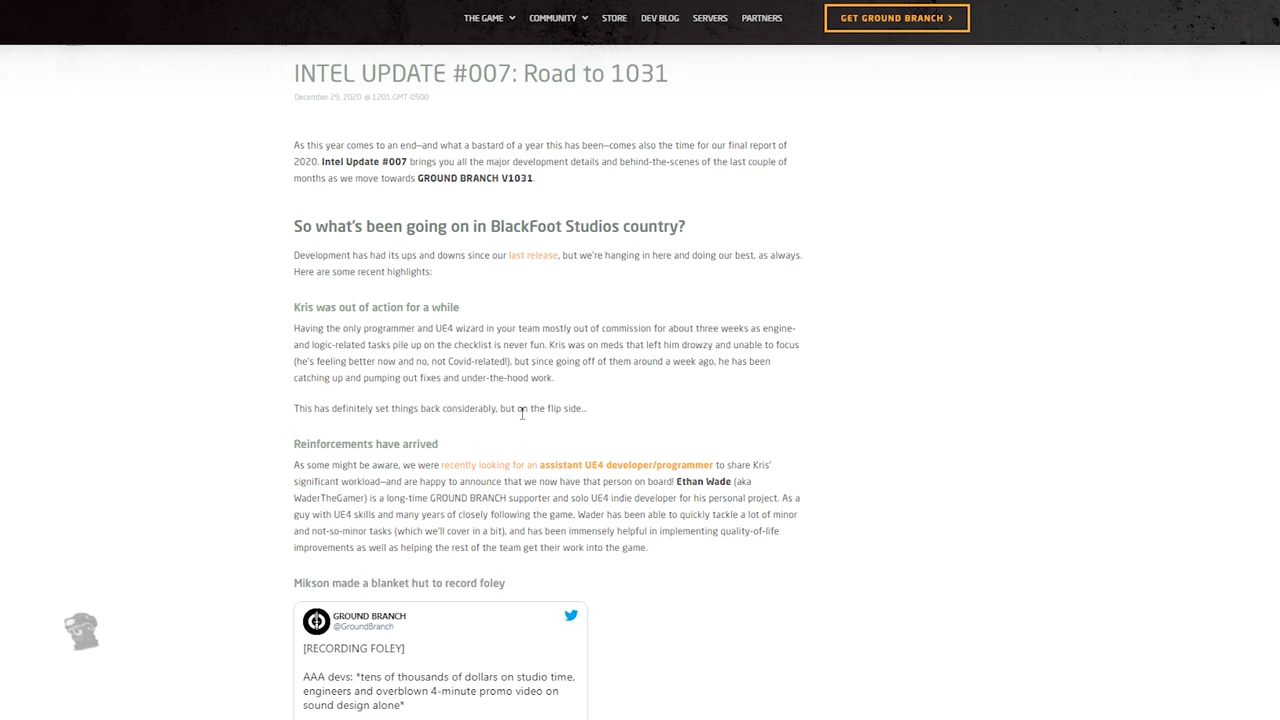 THE GAME COMMUNITY STORE DEV BLOG SERVERS PARTNERS GET GROUND BRANCH >
INTEL UPDATE #007: Road to 1031
December 29, 2020 @ 1201 GMT-0500
As this year comes to an end—and what a bastard of a year this has been—comes also the time for our final report of
2020. Intel Update #007 brings you all the major development details and behind-the-scenes of the last couple of
months as we move towards GROUND BRANCH V1031.
So what's been going on in BlackFoot Studios country?
Development has had its ups and downs since our last release, but we're hanging in here and doing our best, as always.
Here are some recent highlights:
Kris was out of action for a while
Having the only programmer and UE4 wizard in your team mostly out of commission for about three weeks as engine-
and logic-related tasks pile up on the checklist is never fun. Kris was on meds that left him drowzy and unable to focus
(he's feeling better now and no, not Covid-related!), but since going off of them around a week ago, he has been
catching up and pumping out fixes and under-the-hood work.
This has definitely set things back considerably, but on the flip side…
Reinforcements have arrived
As some might be aware, we were recently looking for an assistant UE4 developer/programmer to share Kris'
significant workload—and are happy to announce that we now have that person on board! Ethan Wade (aka
WaderTheGamer) is a long-time GROUND BRANCH supporter and solo UE4 indie developer for his personal project. As a
guy with UE4 skills and many years of closely following the game, Wader has been able to quickly tackle a lot of minor
and not-so-minor tasks (which we'll cover in a bit), and has been immensely helpful in implementing quality-of-life
improvements as well as helping the rest of the team get their work into the game.
Mikson made a blanket hut to record foley
GROUND BRANCH
@GroundBranch
[RECORDING FOLEY]
AAA devs: *tens of thousands of dollars on studio time,
engineers and overblown 4-minute promo video on
sound design alone*